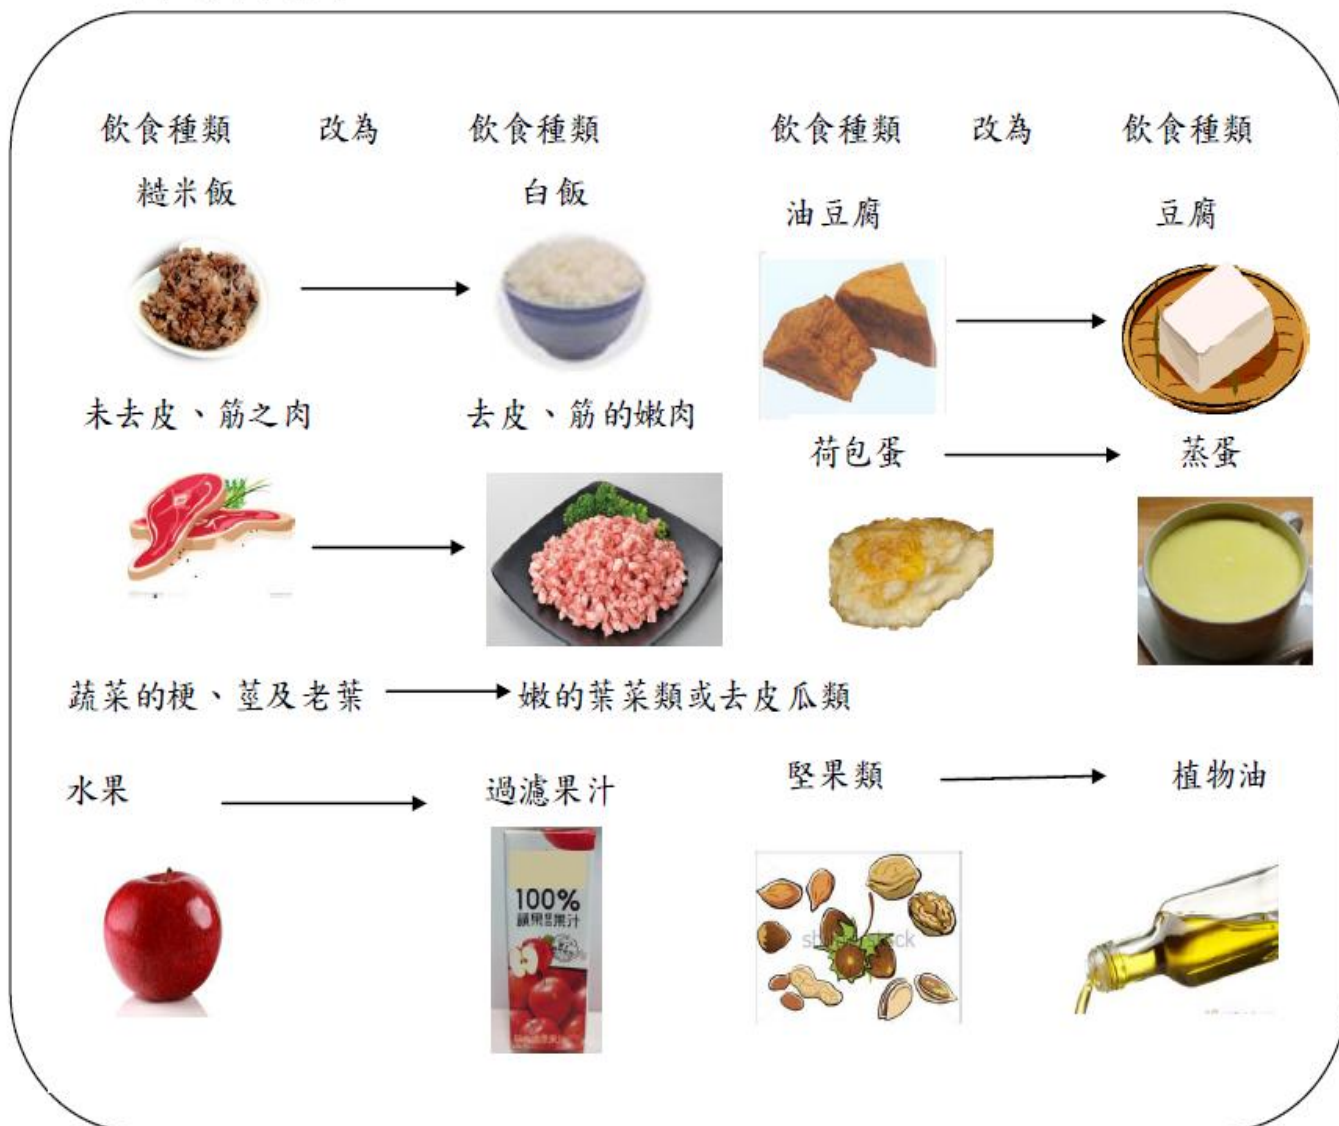 飲食種類 改為 飲食種類 飲食種類 改為 飲食種類
糙米飯 白飯
油豆腐 豆腐
未去皮、筋之肉 去皮、筋的嫩肉
荷包蛋 蒸蛋
蔬菜的梗、莖及老葉 嫩的葉菜類或去皮瓜類
水果 過濾果汁
堅果類 植物油
100%